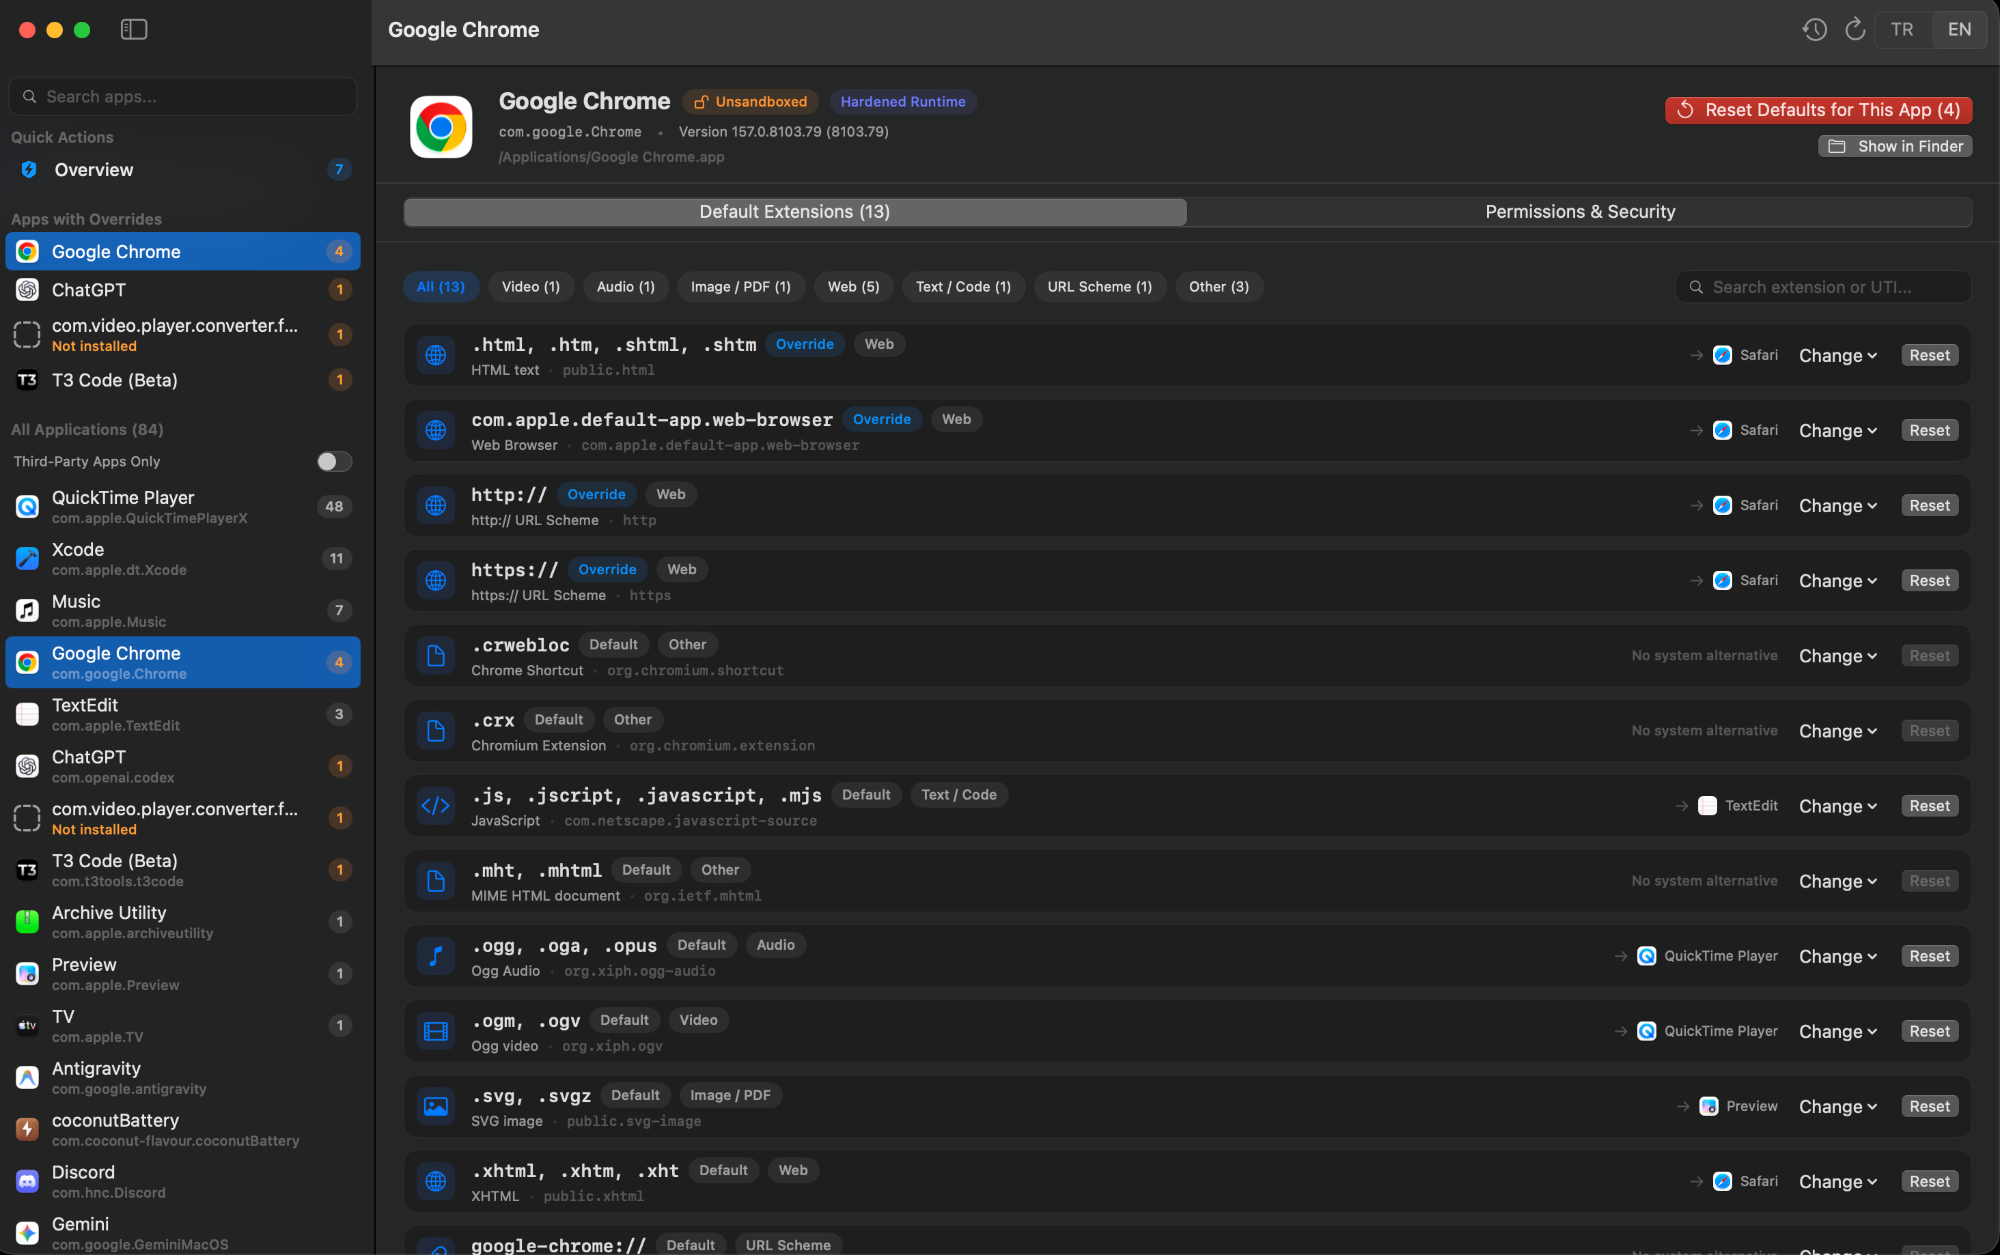 Google Chrome
TR
EN
Search apps...
Quick Actions
Overview
7
Apps with Overrides
Google Chrome
4
ChatGPT
1
com.video.player.converter.f...
Not installed
1
T3 Code (Beta)
1
All Applications (84)
Third-Party Apps Only
QuickTime Player
com.apple.QuickTimePlayerX
48
Xcode
com.apple.dt.Xcode
11
Music
com.apple.Music
7
Google Chrome
com.google.Chrome
4
TextEdit
com.apple.TextEdit
3
ChatGPT
com.openai.codex
1
com.video.player.converter.f...
Not installed
1
T3 Code (Beta)
com.t3tools.t3code
1
Archive Utility
com.apple.archiveutility
1
Preview
com.apple.Preview
1
TV
com.apple.TV
1
Antigravity
com.google.antigravity
coconutBattery
com.coconut-flavour.coconutBattery
Discord
com.hnc.Discord
Gemini
com.google.GeminiMacOS
Google Chrome Unsandboxed Hardened Runtime
com.google.Chrome • Version 157.0.8103.79 (8103.79)
/Applications/Google Chrome.app
Reset Defaults for This App (4)
Show in Finder
Default Extensions (13)
Permissions & Security
All (13) Video (1) Audio (1) Image / PDF (1) Web (5) Text / Code (1) URL Scheme (1) Other (3)
Search extension or UTI...
.html, .htm, .shtml, .shtm Override Web
HTML text · public.html
→ Safari Change Reset
com.apple.default-app.web-browser Override Web
Web Browser · com.apple.default-app.web-browser
→ Safari Change Reset
http:// Override Web
http:// URL Scheme · http
→ Safari Change Reset
https:// Override Web
https:// URL Scheme · https
→ Safari Change Reset
.crwebloc Default Other
Chrome Shortcut · org.chromium.shortcut
No system alternative Change Reset
.crx Default Other
Chromium Extension · org.chromium.extension
No system alternative Change Reset
.js, .jscript, .javascript, .mjs Default Text / Code
JavaScript · com.netscape.javascript-source
→ TextEdit Change Reset
.mht, .mhtml Default Other
MIME HTML document · org.ietf.mhtml
No system alternative Change Reset
.ogg, .oga, .opus Default Audio
Ogg Audio · org.xiph.ogg-audio
→ QuickTime Player Change Reset
.ogm, .ogv Default Video
Ogg video · org.xiph.ogv
→ QuickTime Player Change Reset
.svg, .svgz Default Image / PDF
SVG image · public.svg-image
→ Preview Change Reset
.xhtml, .xhtm, .xht Default Web
XHTML · public.xhtml
→ Safari Change Reset
google-chrome:// Default URL Scheme